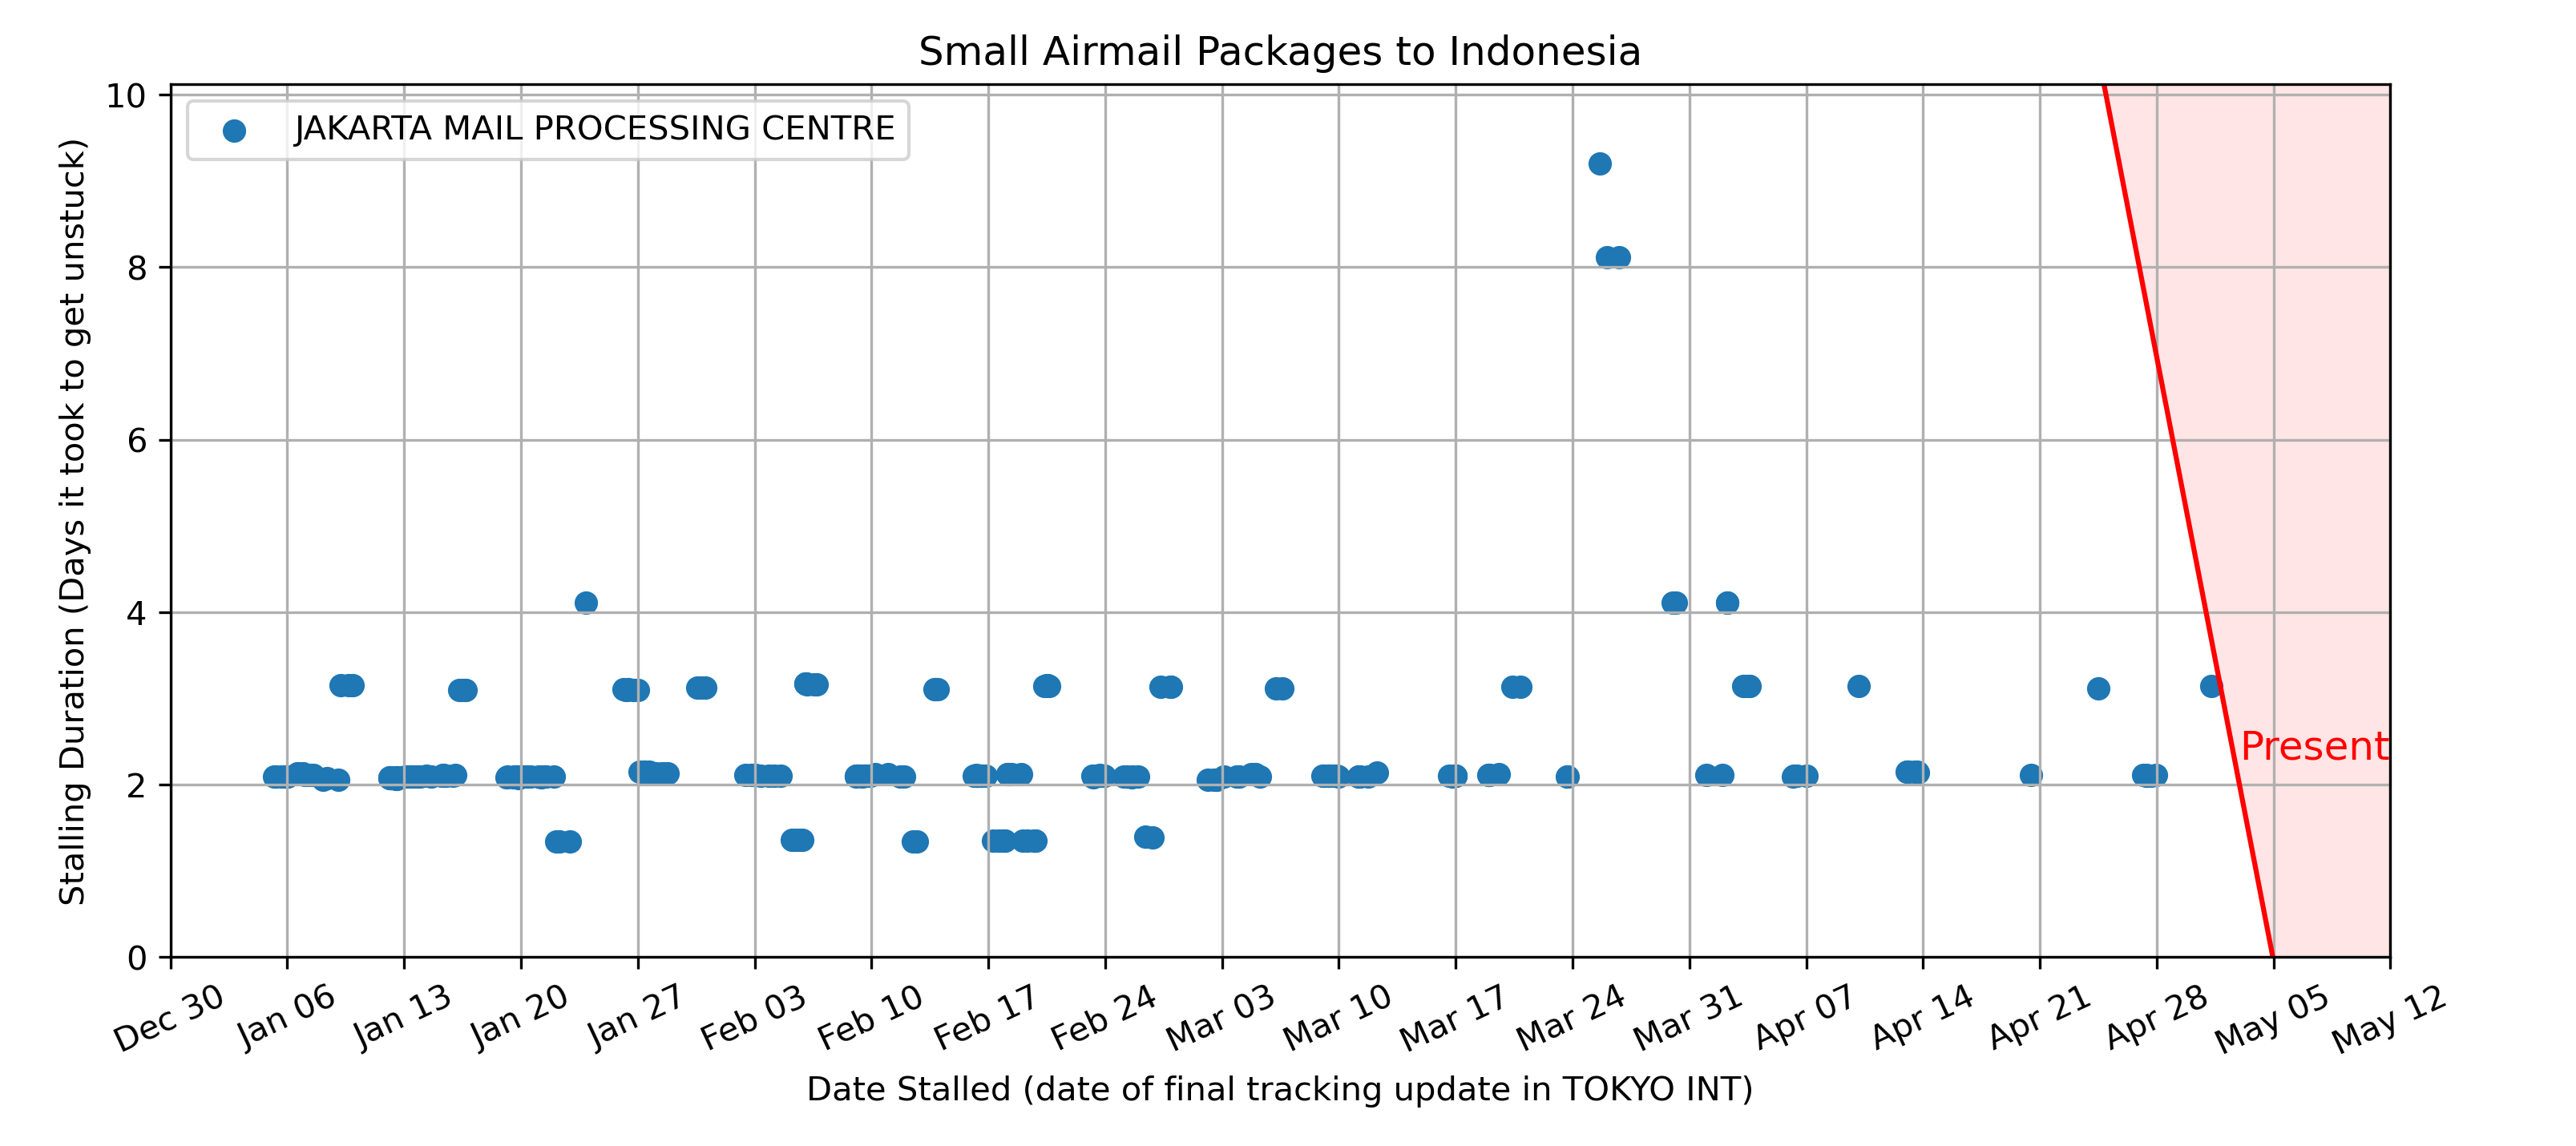 Small Airmail Packages to Indonesia
JAKARTA MAIL PROCESSING CENTRE
Stalling Duration (Days it took to get unstuck)
10
8
6
4
2
0
Present
Dec 30
Jan 06
Jan 13
Jan 20
Jan 27
Feb 03
Feb 10
Feb 17
Feb 24
Mar 03
Mar 10
Mar 17
Mar 24
Mar 31
Apr 07
Apr 14
Apr 21
Apr 28
May 05
May 12
Date Stalled (date of final tracking update in TOKYO INT)